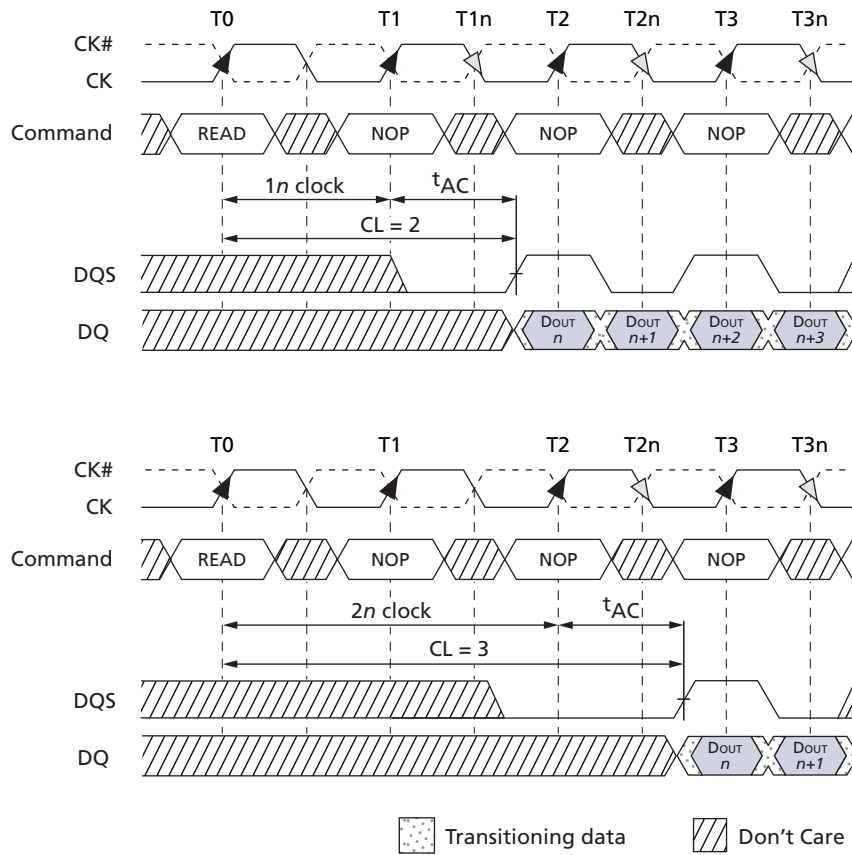 T0 T1 T1n T2 T2n T3 T3n
CK#
CK
Command READ NOP NOP NOP
1n clock tAC
CL = 2
DQS
DQ DOUT n DOUT n+1 DOUT n+2 DOUT n+3
T0 T1 T2 T2n T3 T3n
CK#
CK
Command READ NOP NOP NOP
2n clock tAC
CL = 3
DQS
DQ DOUT n DOUT n+1
Transitioning data Don't Care